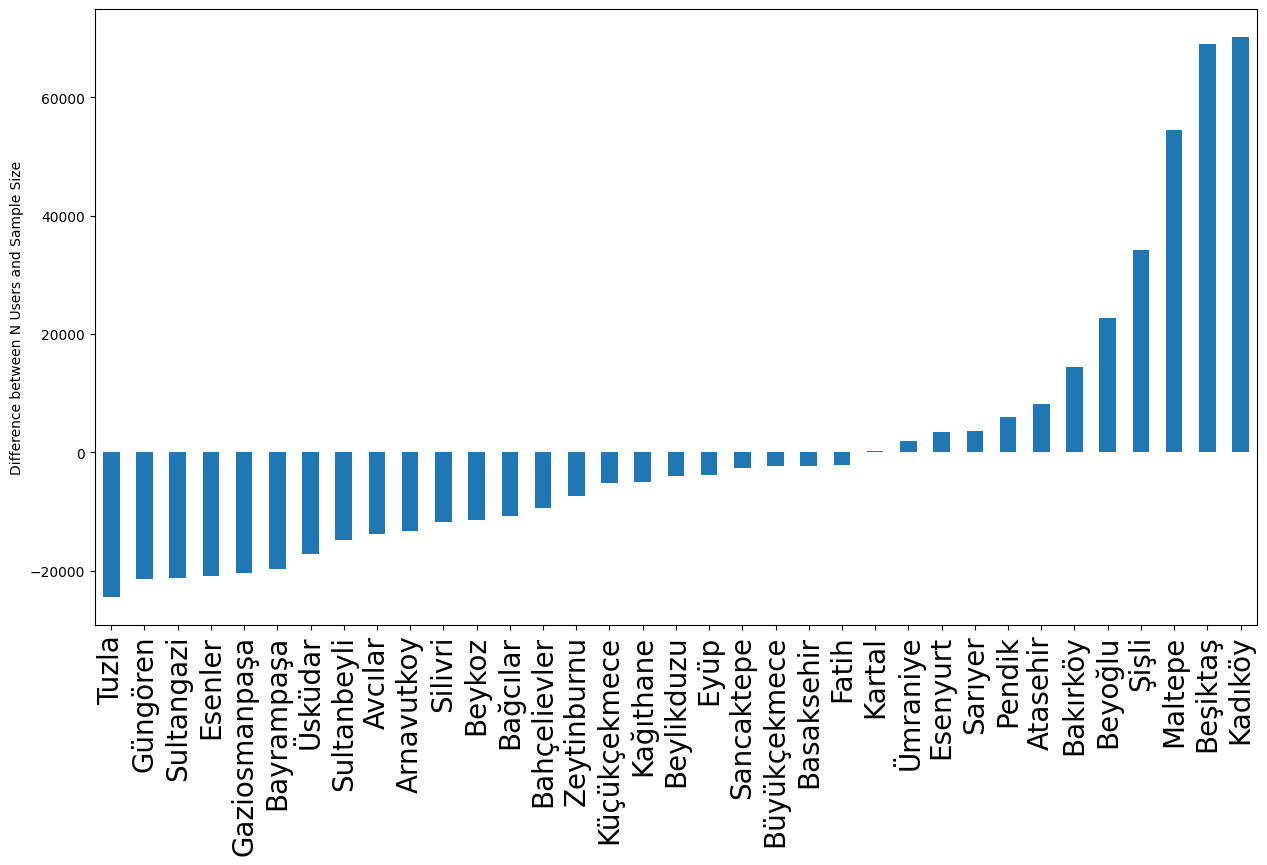 Difference between N Users and Sample Size
60000
40000
20000
0
−20000
Tuzla
Güngören
Sultangazi
Esenler
Gaziosmanpaşa
Bayrampaşa
Üsküdar
Sultanbeyli
Avcılar
Arnavutkoy
Silivri
Beykoz
Bağcılar
Bahçelievler
Zeytinburnu
Küçükçekmece
Kağıthane
Beylikduzu
Eyüp
Sancaktepe
Büyükçekmece
Basaksehir
Fatih
Kartal
Ümraniye
Esenyurt
Sarıyer
Pendik
Atasehir
Bakırköy
Beyoğlu
Şişli
Maltepe
Beşiktaş
Kadıköy